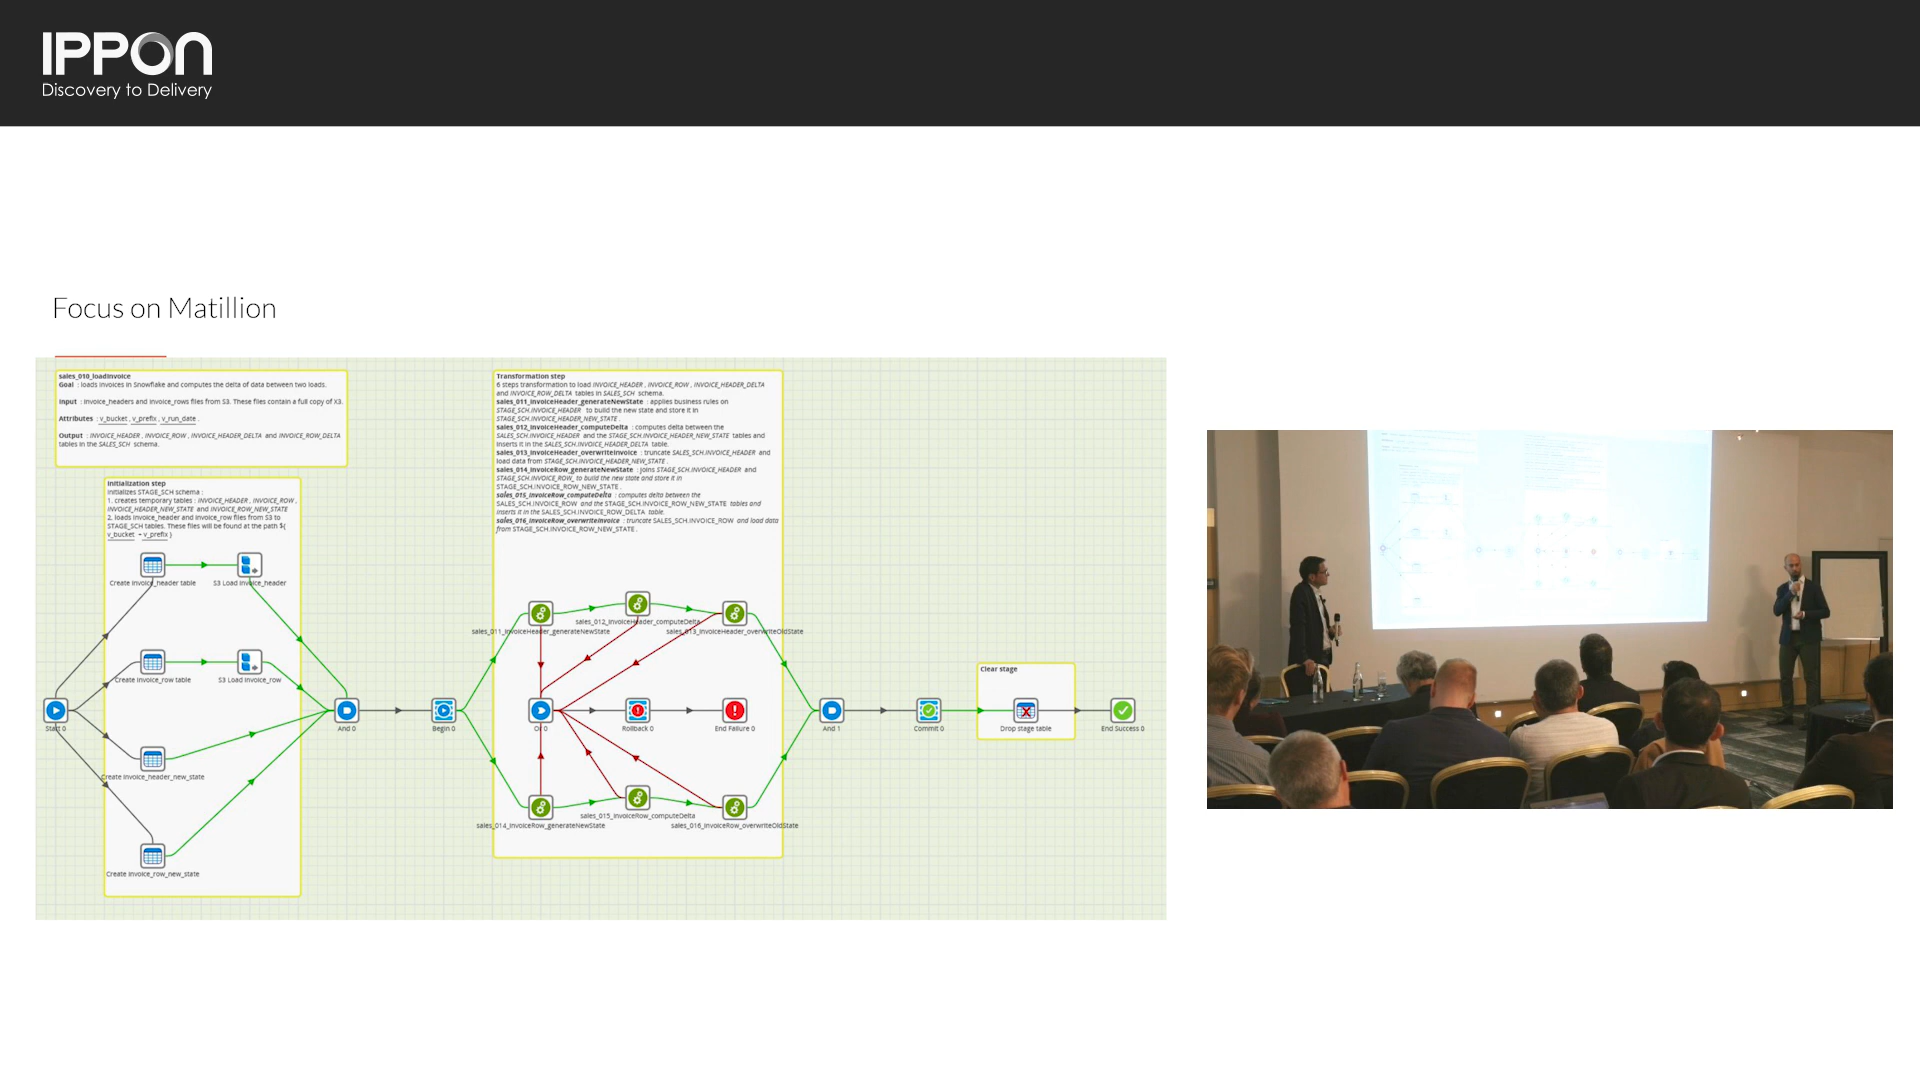 IPPON
Discovery to Delivery
Focus on Matillion
sales_010_loadInvoice
Goal : loads invoices in Snowflake and computes the delta of data between two loads.
Input : invoice_headers and invoice_rows files from S3. These files contain a full copy of X3.
Attributes : v_bucket , v_prefix , v_run_date .
Output : INVOICE_HEADER , INVOICE_ROW , INVOICE_HEADER_DELTA and INVOICE_ROW_DELTA
tables in the SALES_SCH schema.
Initialization step
Initializes STAGE_SCH schema :
1. creates temporary tables : INVOICE_HEADER , INVOICE_ROW ,
INVOICE_HEADER_NEW_STATE and INVOICE_ROW_NEW_STATE
2. loads invoice_header and invoice_row files from S3 to
STAGE_SCH tables. These files will be found at the path ${
v_bucket + v_prefix }
Create invoice_header table
S3 Load invoice_header
Create invoice_row table
S3 Load invoice_row
Start 0
Create invoice_header_new_state
Create invoice_row_new_state
And 0
Begin 0
Transformation step
6 steps transformation to load INVOICE_HEADER , INVOICE_ROW , INVOICE_HEADER_DELTA
and INVOICE_ROW_DELTA tables in SALES_SCH schema.
sales_011_invoiceHeader_generateNewState : applies business rules on
STAGE_SCH.INVOICE_HEADER to build the new state and store it in
STAGE_SCH.INVOICE_HEADER_NEW_STATE .
sales_012_invoiceHeader_computeDelta : computes delta between the
SALES_SCH.INVOICE_HEADER and the STAGE_SCH.INVOICE_HEADER_NEW_STATE tables and
inserts it in the SALES_SCH.INVOICE_HEADER_DELTA table.
sales_013_invoiceHeader_overwriteInvoice : truncate SALES_SCH.INVOICE_HEADER and
load data from STAGE_SCH.INVOICE_HEADER_NEW_STATE .
sales_014_invoiceRow_generateNewState : joins STAGE_SCH.INVOICE_HEADER and
STAGE_SCH.INVOICE_ROW to build the new state and store it in
STAGE_SCH.INVOICE_ROW_NEW_STATE .
sales_015_invoiceRow_computeDelta : computes delta between the
SALES_SCH.INVOICE_ROW and the STAGE_SCH.INVOICE_ROW_NEW_STATE tables and
inserts it in the SALES_SCH.INVOICE_ROW_DELTA table.
sales_016_invoiceRow_overwriteInvoice : truncate SALES_SCH.INVOICE_ROW and load data
from STAGE_SCH.INVOICE_ROW_NEW_STATE .
sales_011_invoiceHeader_generateNewState
sales_012_invoiceHeader_computeDelta
sales_013_invoiceHeader_overwriteOldState
Or 0
Rollback 0
End Failure 0
sales_014_invoiceRow_generateNewState
sales_015_invoiceRow_computeDelta
sales_016_invoiceRow_overwriteOldState
And 1
Commit 0
Clear stage
Drop stage table
End Success 0